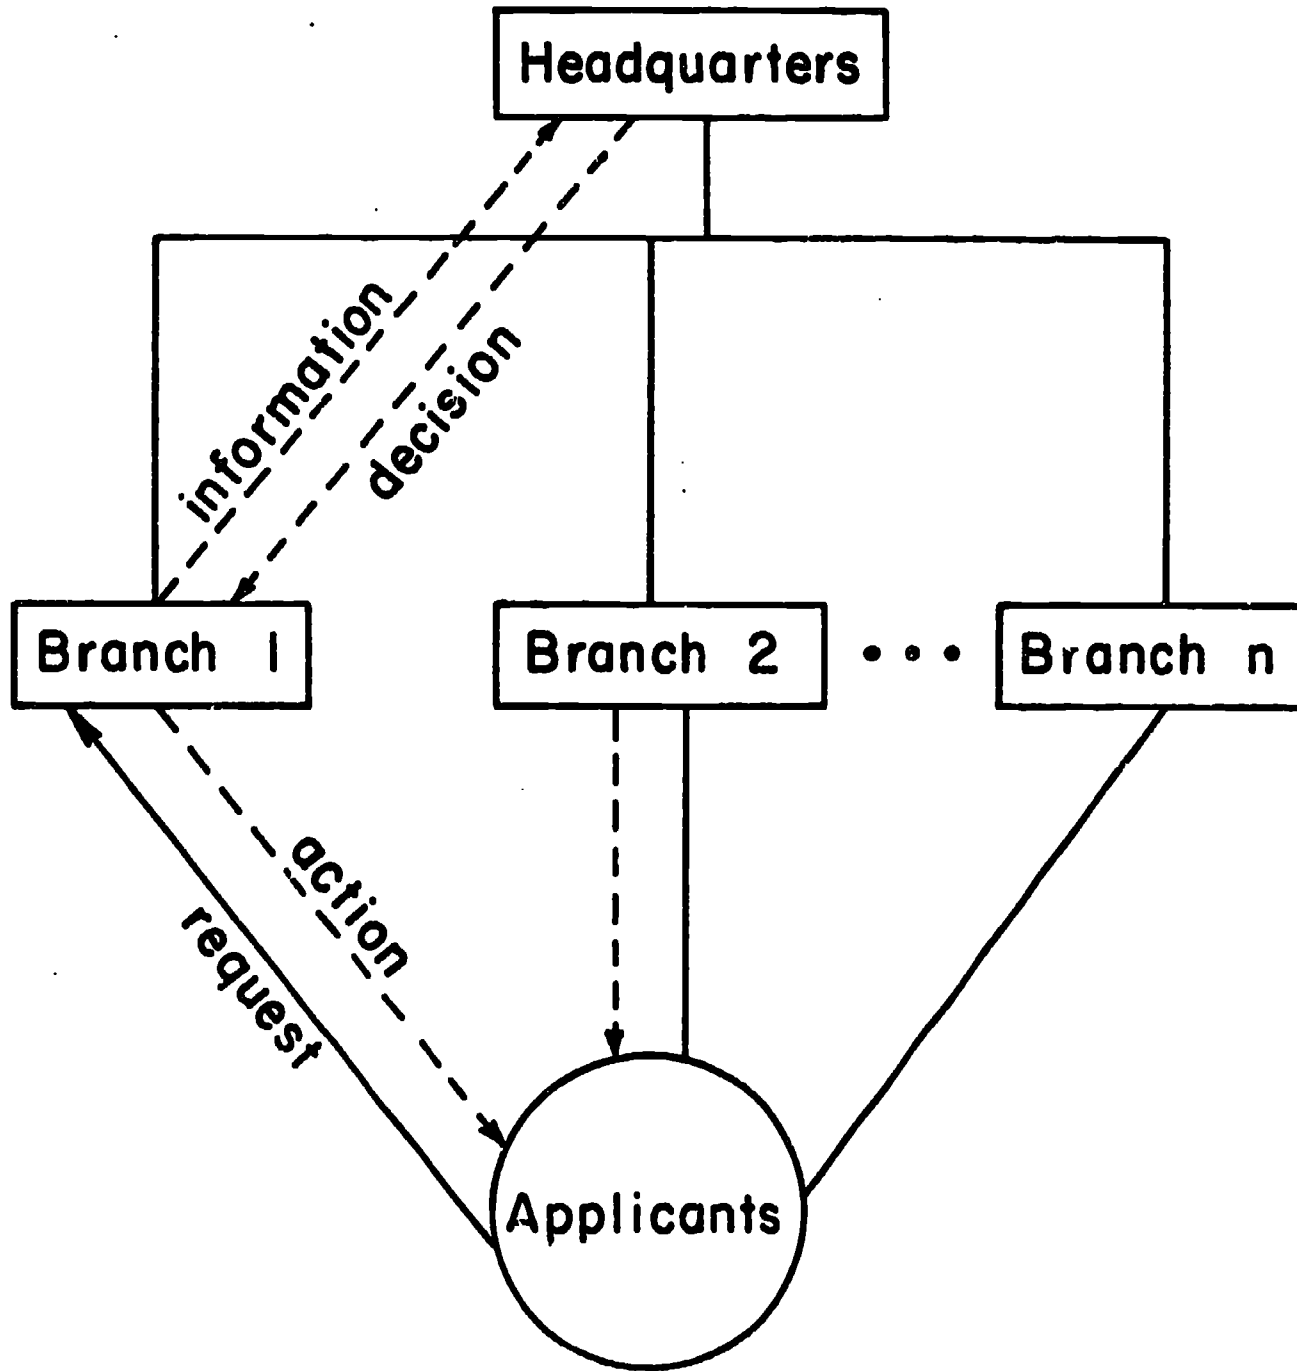 Headquarters
information
decision
Branch 1
Branch 2
Branch n
action
request
Applicants